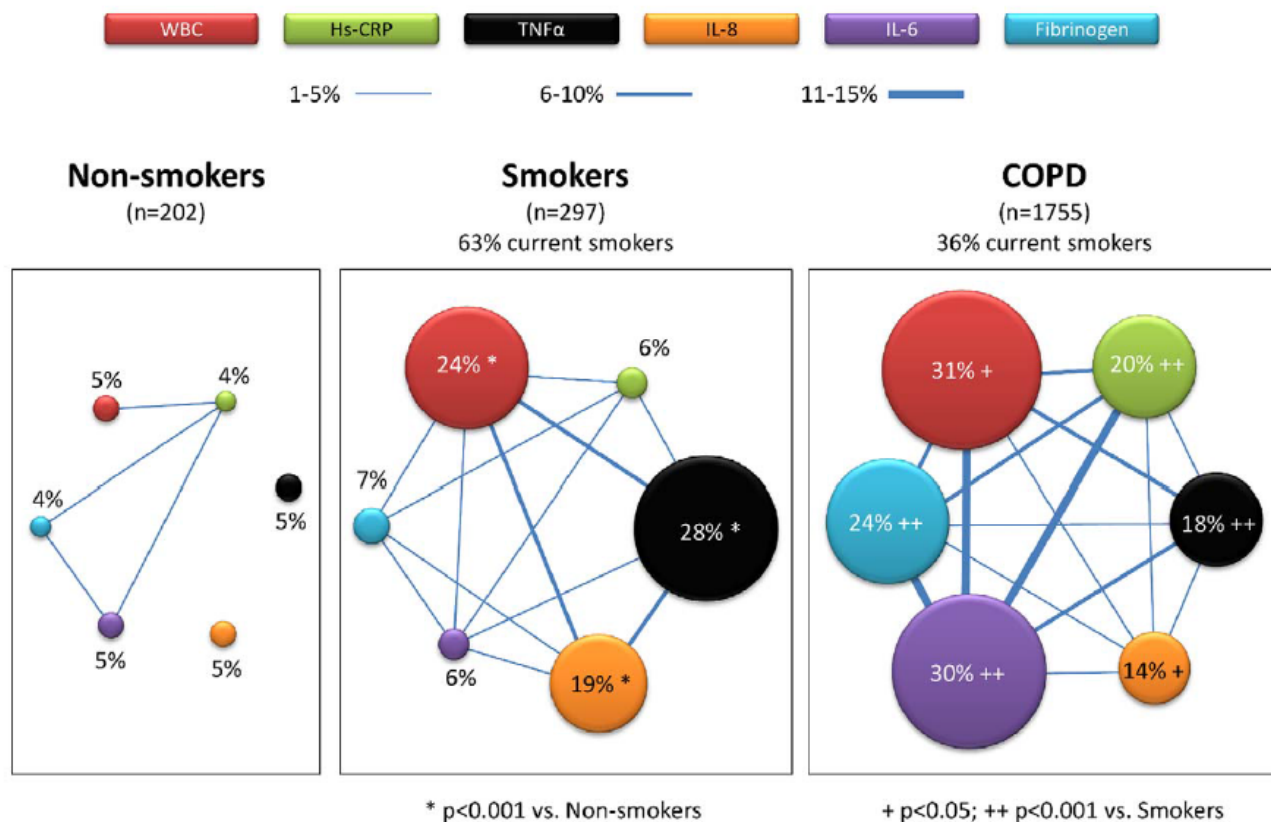 WBC Hs-CRP TNFα IL-8 IL-6 Fibrinogen
1-5% 6-10% 11-15%
Non-smokers
(n=202)
Smokers
(n=297)
63% current smokers
COPD
(n=1755)
36% current smokers
5%
4%
4%
5%
5%
5%
24% *
6%
7%
28% *
6%
19% *
31% +
20% ++
24% ++
18% ++
30% ++
14% +
* p<0.001 vs. Non-smokers
+ p<0.05; ++ p<0.001 vs. Smokers